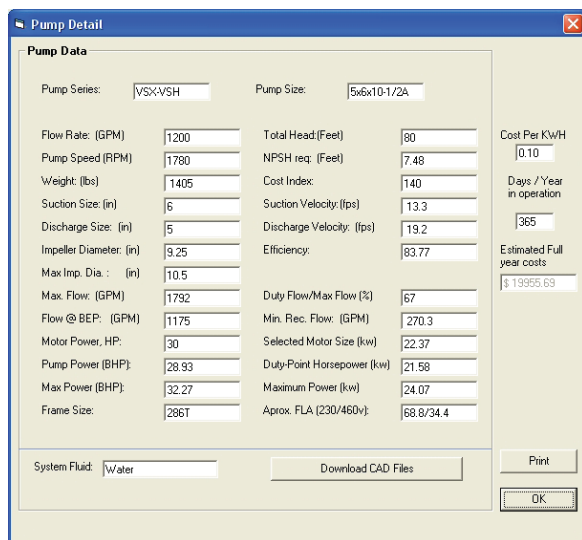 Pump Detail
Pump Data
Pump Series: VSX-VSH Pump Size: 5x6x10-1/2A
Flow Rate: (GPM) 1200 Total Head:(Feet) 80 Cost Per KWH
Pump Speed (RPM) 1780 NPSH req: (Feet) 7.48 0.10
Weight: (lbs) 1405 Cost Index: 140 Days / Year
Suction Size: (in) 6 Suction Velocity:(fps) 13.3 in operation
Discharge Size: (in) 5 Discharge Velocity: (fps) 19.2 365
Impeller Diameter: (in) 9.25 Efficiency: 83.77 Estimated Full
Max Imp. Dia. : (in) 10.5 year costs
Max. Flow: (GPM) 1792 Duty Flow/Max Flow (%) 67 $ 19955.69
Flow @ BEP: (GPM) 1175 Min. Rec. Flow: (GPM) 270.3
Motor Power, HP: 30 Selected Motor Size (kw) 22.37
Pump Power (BHP): 28.93 Duty-Point Horsepower (kw) 21.58
Max Power (BHP): 32.27 Maximum Power (kw) 24.07
Frame Size: 286T Aprox. FLA (230/460v): 68.8/34.4
System Fluid: Water Download CAD Files Print
OK